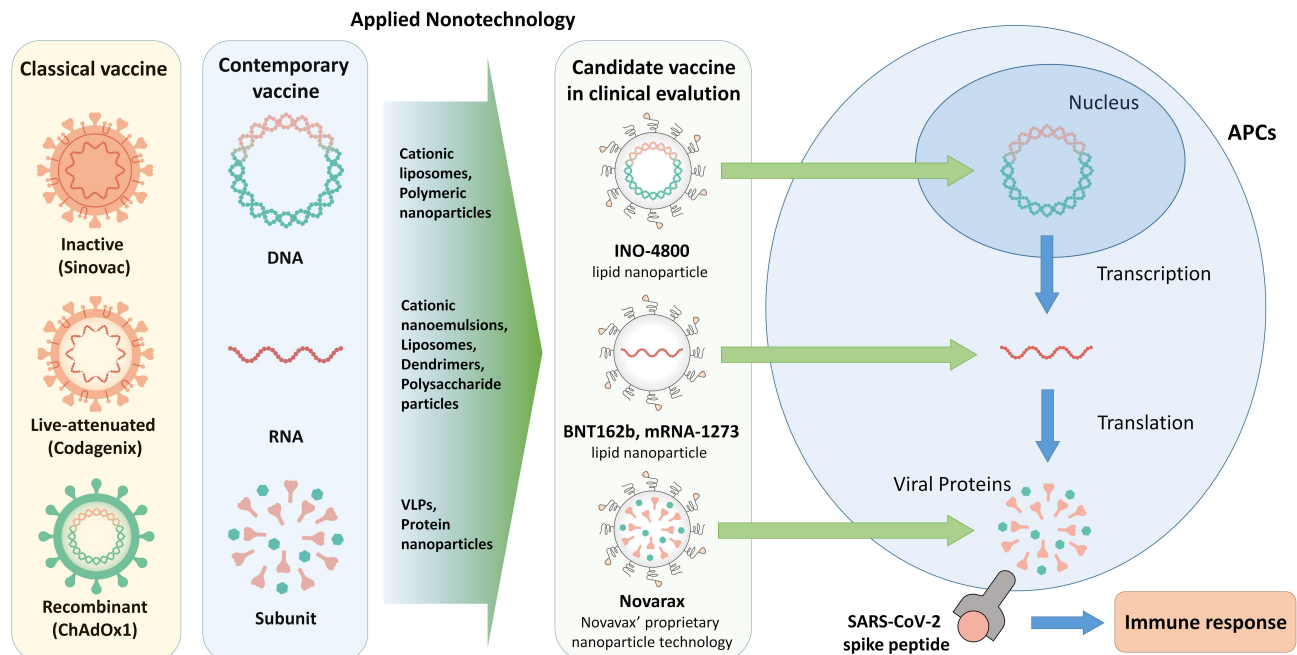 Applied Nonotechnology
Classical vaccine
Inactive
(Sinovac)
Live-attenuated
(Codagenix)
Recombinant
(ChAdOx1)
Contemporary
vaccine
DNA
RNA
Subunit
Cationic
liposomes,
Polymeric
nanoparticles
Cationic
nanoemulsions,
Liposomes,
Dendrimers,
Polysaccharide
particles
VLPs,
Protein
nanoparticles
Candidate vaccine
in clinical evalution
INO-4800
lipid nanoparticle
BNT162b, mRNA-1273
lipid nanoparticle
Novarax
Novavax’ proprietary
nanoparticle technology
Nucleus
APCs
Transcription
Translation
Viral Proteins
SARS-CoV-2
spike peptide
Immune response